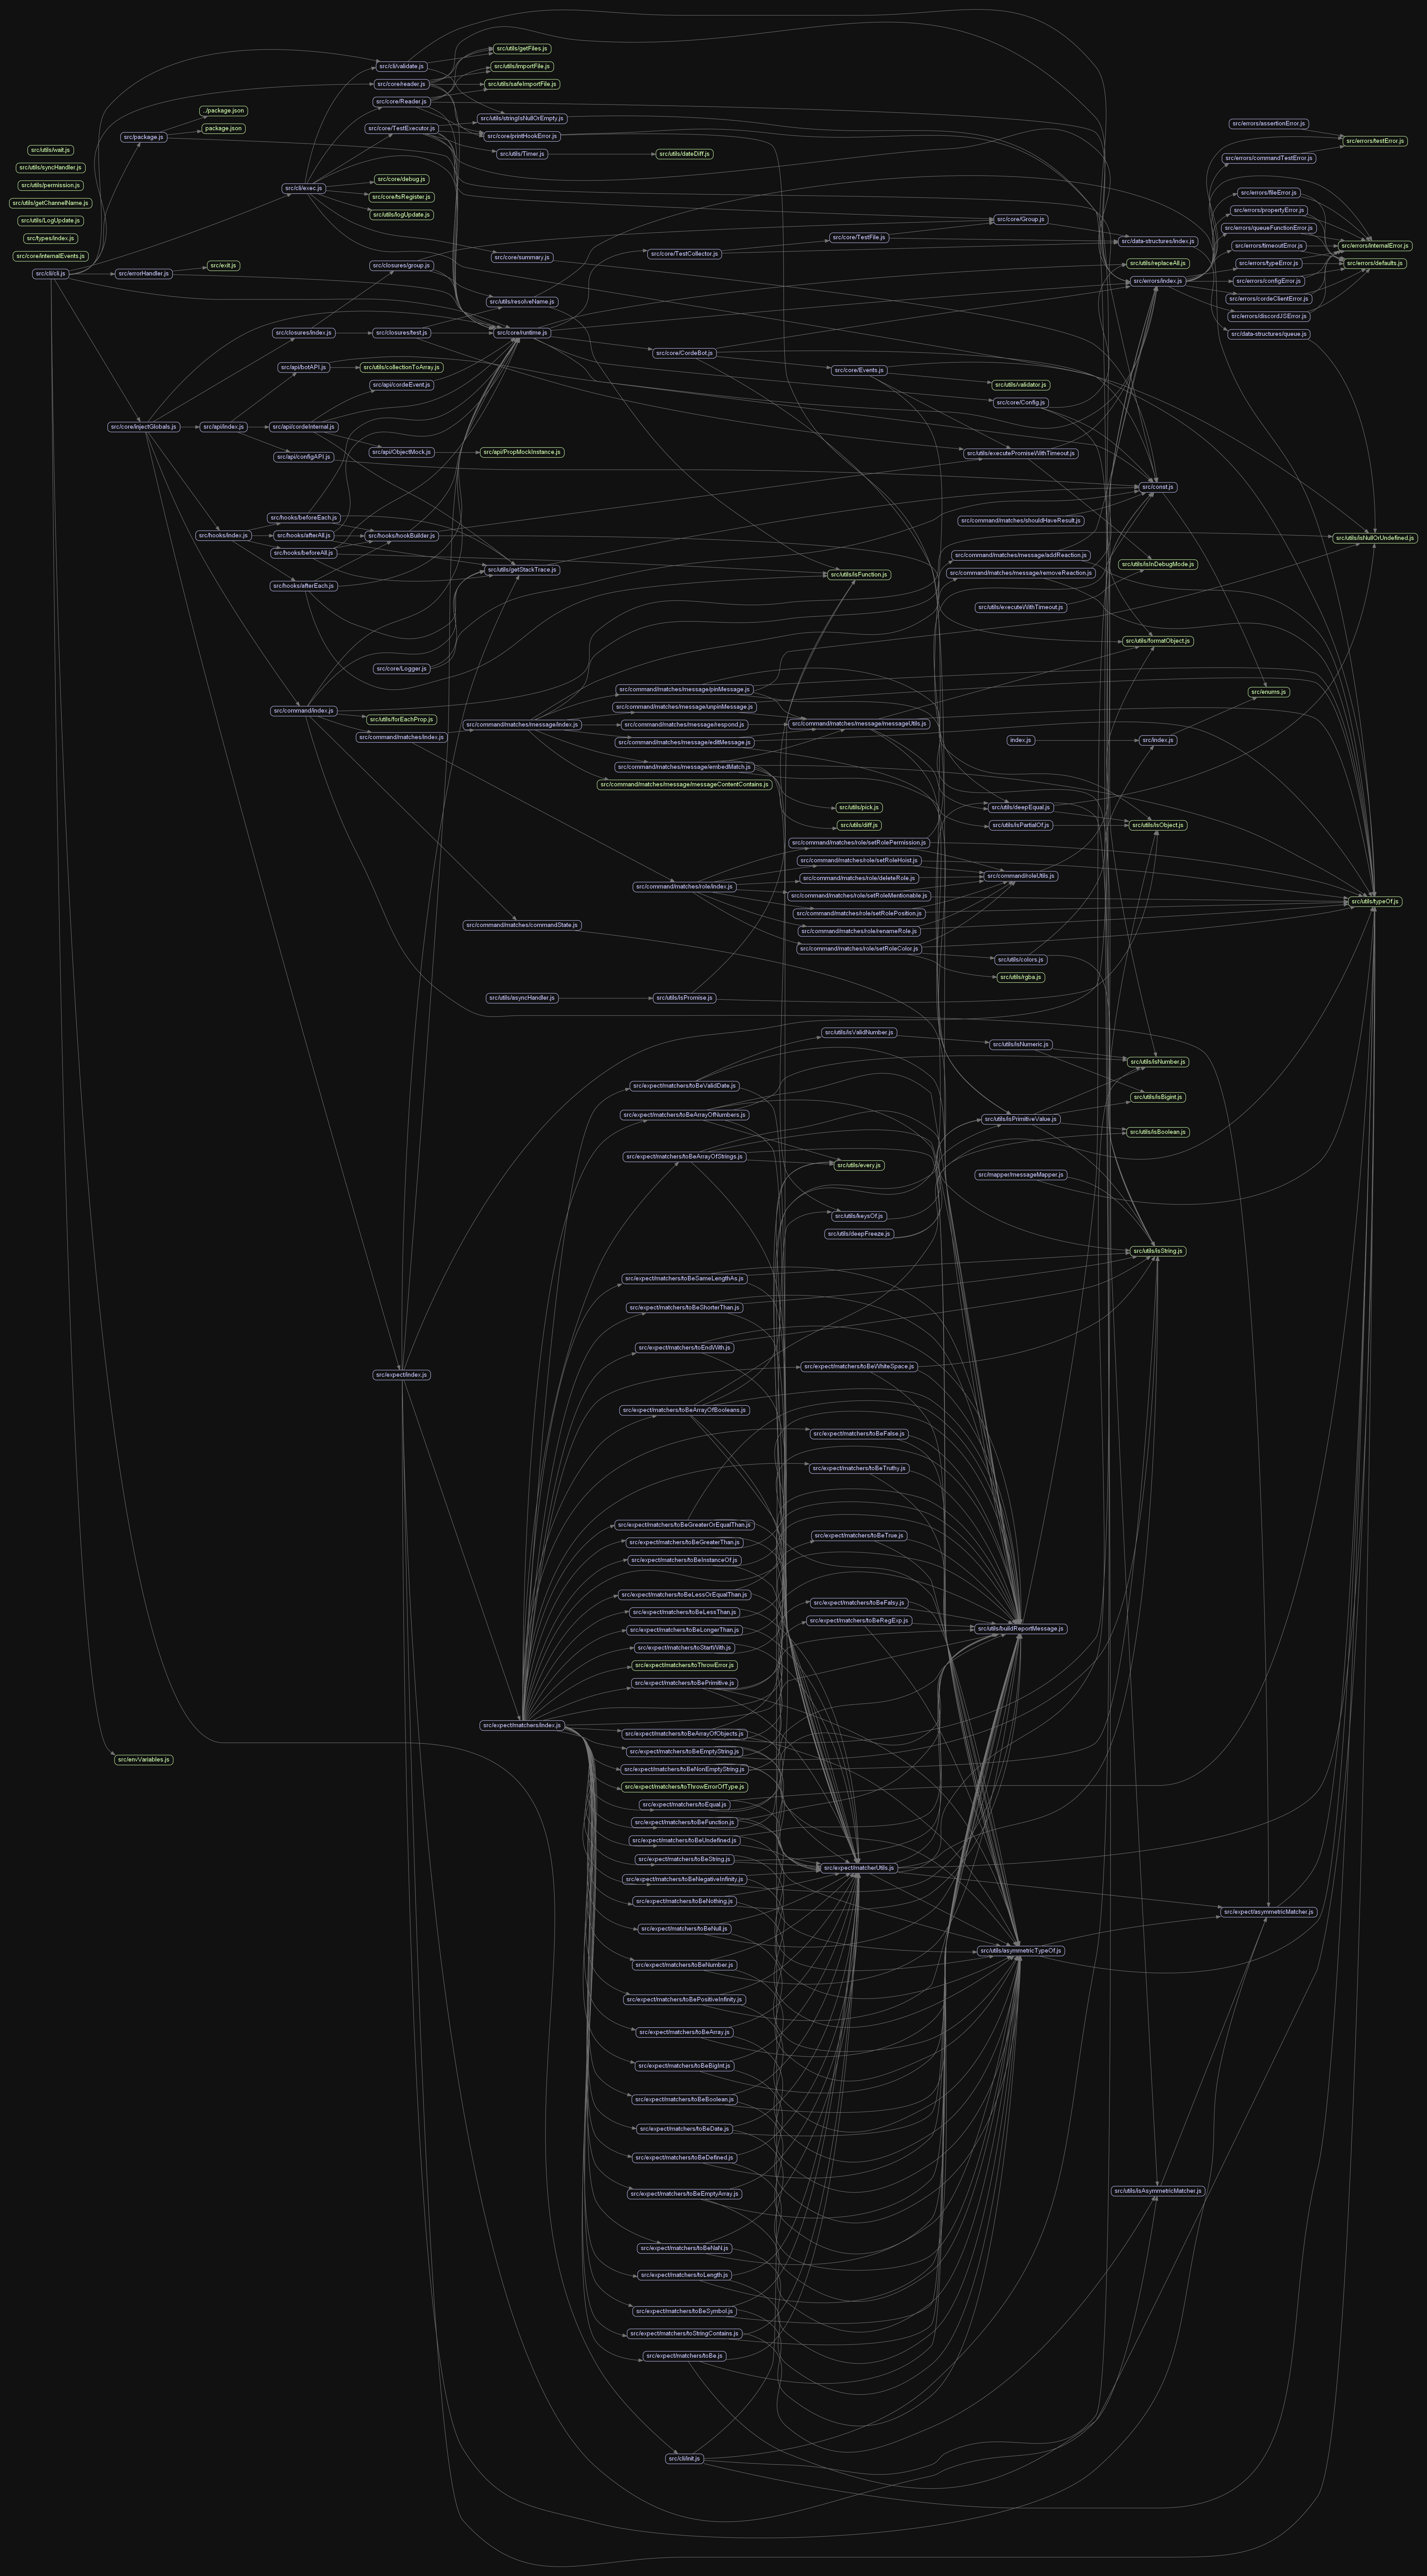 src/utils/wait.js
src/utils/syncHandler.js
src/utils/permission.js
src/utils/getChannelName.js
src/utils/LogUpdate.js
src/types/index.js
src/core/internalEvents.js
src/cli/cli.js
../package.json
package.json
src/package.js
src/exit.js
src/errorHandler.js
src/core/injectGlobals.js
src/envVariables.js
src/cli/exec.js
src/closures/index.js
src/api/botAPI.js
src/api/index.js
src/api/cordeInternal.js
src/api/configAPI.js
src/hooks/beforeEach.js
src/hooks/index.js
src/hooks/afterAll.js
src/hooks/beforeAll.js
src/hooks/afterEach.js
src/command/index.js
src/cli/validate.js
src/core/reader.js
src/core/Reader.js
src/core/TestExecutor.js
src/core/debug.js
src/core/tsRegister.js
src/utils/logUpdate.js
src/closures/group.js
src/closures/test.js
src/utils/collectionToArray.js
src/api/cordeEvent.js
src/api/ObjectMock.js
src/hooks/hookBuilder.js
src/core/Logger.js
src/utils/forEachProp.js
src/command/matches/index.js
src/expect/index.js
src/utils/getFiles.js
src/utils/importFile.js
src/utils/safeImportFile.js
src/utils/stringIsNullOrEmpty.js
src/core/printHookError.js
src/utils/Timer.js
src/core/summary.js
src/utils/resolveName.js
src/core/runtime.js
src/api/PropMockInstance.js
src/utils/getStackTrace.js
src/command/matches/message/index.js
src/command/matches/commandState.js
src/utils/asyncHandler.js
src/expect/matchers/index.js
src/utils/dateDiff.js
src/core/TestCollector.js
src/core/CordeBot.js
src/command/matches/message/pinMessage.js
src/command/matches/message/unpinMessage.js
src/command/matches/message/respond.js
src/command/matches/message/editMessage.js
src/command/matches/message/embedMatch.js
src/command/matches/message/messageContentContains.js
src/command/matches/role/index.js
src/utils/isPromise.js
src/expect/matchers/toBeValidDate.js
src/expect/matchers/toBeArrayOfNumbers.js
src/expect/matchers/toBeArrayOfStrings.js
src/expect/matchers/toBeSameLengthAs.js
src/expect/matchers/toBeShorterThan.js
src/expect/matchers/toEndWith.js
src/expect/matchers/toBeArrayOfBooleans.js
src/expect/matchers/toBeGreaterOrEqualThan.js
src/expect/matchers/toBeGreaterThan.js
src/expect/matchers/toBeInstanceOf.js
src/expect/matchers/toBeLessOrEqualThan.js
src/expect/matchers/toBeLessThan.js
src/expect/matchers/toBeLongerThan.js
src/expect/matchers/toStartWith.js
src/expect/matchers/toThrowError.js
src/expect/matchers/toBePrimitive.js
src/expect/matchers/toBeArrayOfObjects.js
src/expect/matchers/toBeEmptyString.js
src/expect/matchers/toBeNonEmptyString.js
src/expect/matchers/toThrowErrorOfType.js
src/expect/matchers/toEqual.js
src/expect/matchers/toBeFunction.js
src/expect/matchers/toBeUndefined.js
src/expect/matchers/toBeString.js
src/expect/matchers/toBeNegativeInfinity.js
src/expect/matchers/toBeNothing.js
src/expect/matchers/toBeNull.js
src/expect/matchers/toBeNumber.js
src/expect/matchers/toBePositiveInfinity.js
src/expect/matchers/toBeArray.js
src/expect/matchers/toBeBigInt.js
src/expect/matchers/toBeBoolean.js
src/expect/matchers/toBeDate.js
src/expect/matchers/toBeDefined.js
src/expect/matchers/toBeEmptyArray.js
src/expect/matchers/toBeNaN.js
src/expect/matchers/toLength.js
src/expect/matchers/toBeSymbol.js
src/expect/matchers/toStringContains.js
src/expect/matchers/toBe.js
src/cli/init.js
src/core/TestFile.js
src/core/Events.js
src/utils/isFunction.js
src/command/matches/message/messageUtils.js
src/utils/pick.js
src/utils/diff.js
src/command/matches/role/setRolePermission.js
src/command/matches/role/setRoleHoist.js
src/command/matches/role/deleteRole.js
src/command/matches/role/setRoleMentionable.js
src/command/matches/role/setRolePosition.js
src/command/matches/role/renameRole.js
src/command/matches/role/setRoleColor.js
src/utils/isValidNumber.js
src/utils/every.js
src/utils/keysOf.js
src/utils/deepFreeze.js
src/expect/matchers/toBeWhiteSpace.js
src/expect/matchers/toBeFalse.js
src/expect/matchers/toBeTruthy.js
src/expect/matchers/toBeTrue.js
src/expect/matchers/toBeFalsy.js
src/expect/matchers/toBeRegExp.js
src/expect/matcherUtils.js
src/core/Group.js
src/utils/validator.js
src/core/Config.js
src/utils/executePromiseWithTimeout.js
src/command/matches/shouldHaveResult.js
src/command/matches/message/addReaction.js
src/command/matches/message/removeReaction.js
src/utils/executeWithTimeout.js
index.js
src/utils/deepEqual.js
src/utils/isPartialOf.js
src/command/roleUtils.js
src/utils/colors.js
src/utils/rgba.js
src/utils/isNumeric.js
src/utils/isPrimitiveValue.js
src/mapper/messageMapper.js
src/utils/buildReportMessage.js
src/utils/asymmetricTypeOf.js
src/data-structures/index.js
src/utils/replaceAll.js
src/errors/index.js
src/const.js
src/utils/isInDebugMode.js
src/utils/formatObject.js
src/index.js
src/utils/isObject.js
src/utils/isNumber.js
src/utils/isBigint.js
src/utils/isBoolean.js
src/utils/isString.js
src/utils/isAsymmetricMatcher.js
src/errors/assertionError.js
src/errors/commandTestError.js
src/errors/fileError.js
src/errors/propertyError.js
src/errors/queueFunctionError.js
src/errors/timeoutError.js
src/errors/typeError.js
src/errors/configError.js
src/errors/cordeClientError.js
src/errors/discordJSError.js
src/data-structures/queue.js
src/enums.js
src/expect/asymmetricMatcher.js
src/errors/testError.js
src/errors/internalError.js
src/errors/defaults.js
src/utils/isNullOrUndefined.js
src/utils/typeOf.js